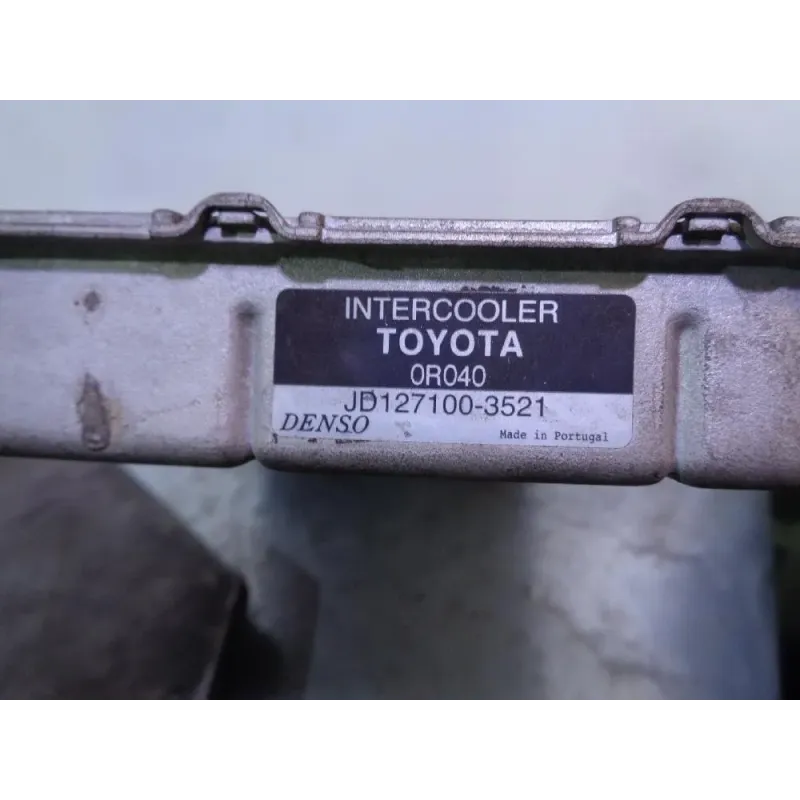 INTERCOOLER
TOYOTA
0R040
JD127100-3521
DENSO
Made in Portugal